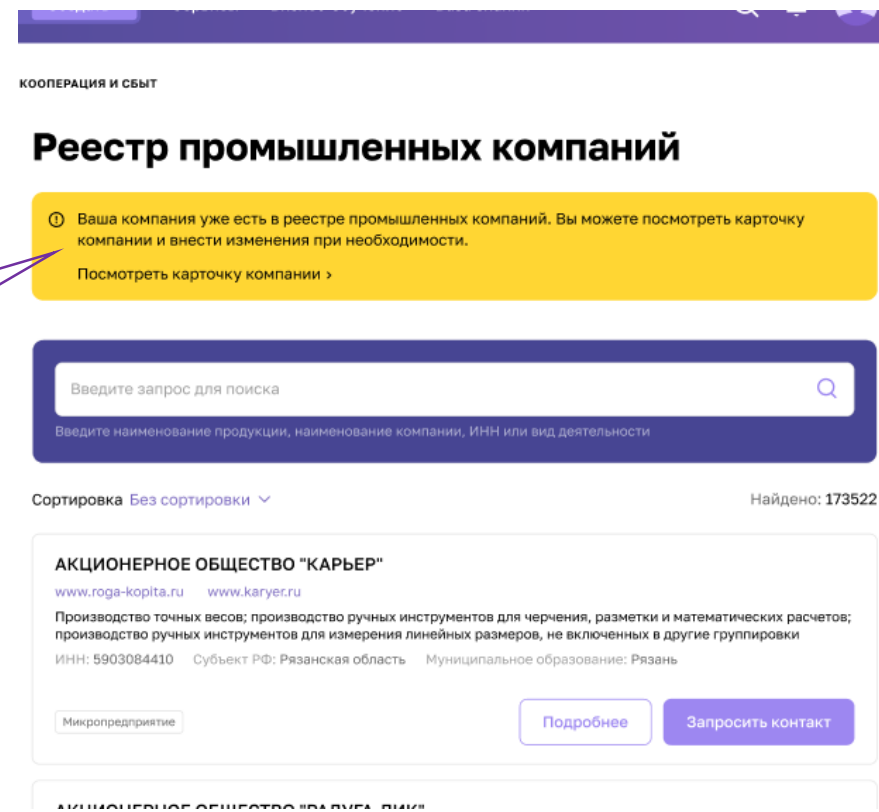 КООПЕРАЦИЯ И СБЫТ
Реестр промышленных компаний
Ваша компания уже есть в реестре промышленных компаний. Вы можете посмотреть карточку
компании и внести изменения при необходимости.
Посмотреть карточку компании ›
Введите запрос для поиска
Введите наименование продукции, наименование компании, ИНН или вид деятельности
Сортировка Без сортировки
Найдено: 173522
АКЦИОНЕРНОЕ ОБЩЕСТВО "КАРЬЕР"
www.roga-kopita.ru www.karyer.ru
Производство точных весов; производство ручных инструментов для черчения, разметки и математических расчетов;
производство ручных инструментов для измерения линейных размеров, не включенных в другие группировки
ИНН: 5903084410 Субъект РФ: Рязанская область Муниципальное образование: Рязань
Микропредприятие
Подробнее
Запросить контакт
АКЦИОНЕРНОЕ ОБЩЕСТВО